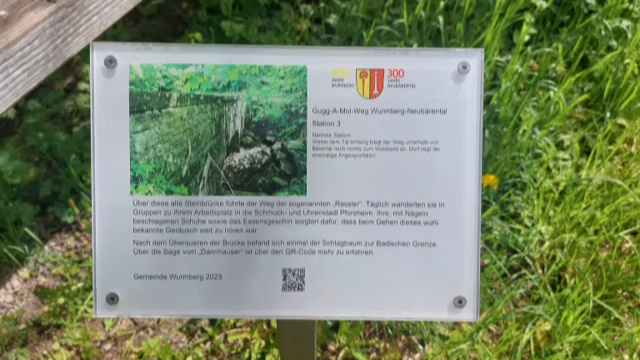 300
JAHRE
NEUBÄRENTAL
Gugg-A-Mol-Weg Wurmberg-Neubärental
Station 3
Nächste Station:
Über diese alte Steinbrücke führte der Weg der sogenannten „Rassler“. Täglich wanderten sie in
Gruppen zu ihrem Arbeitsplatz in die Schmuck- und Uhrenstadt Pforzheim. Ihre, mit Nägeln
beschlagenen Schuhe sowie das Essensgeschirr sorgten dafür, dass beim Gehen dieses wohl
bekannte Geräusch weit zu hören war.
Nach dem Überqueren der Brücke befand sich einmal der Schlagbaum zur Badischen Grenze.
Über die Sage vom „Dannhauser“ ist über den QR-Code mehr zu erfahren.
Gemeinde Wurmberg 2023